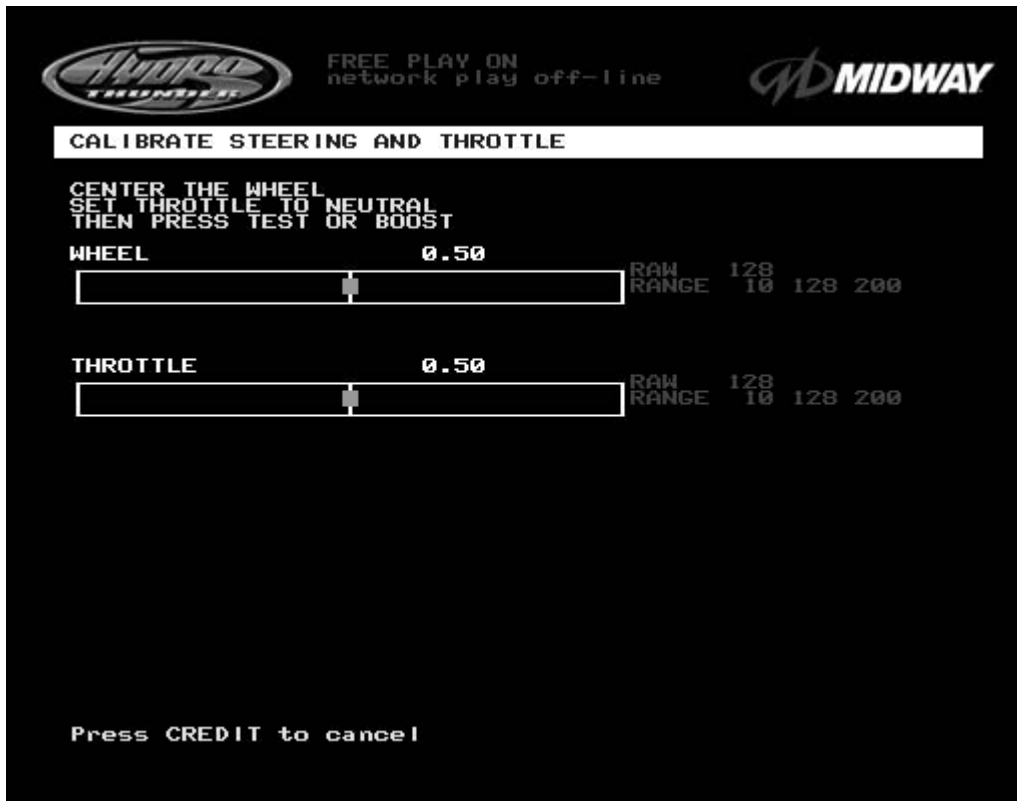 HYDRO
THUNDER
FREE PLAY ON
network play off-line
MIDWAY
CALIBRATE STEERING AND THROTTLE
CENTER THE WHEEL
SET THROTTLE TO NEUTRAL
THEN PRESS TEST OR BOOST
WHEEL 0.50
RAW 128
RANGE 10 128 200
THROTTLE 0.50
RAW 128
RANGE 10 128 200
Press CREDIT to cancel